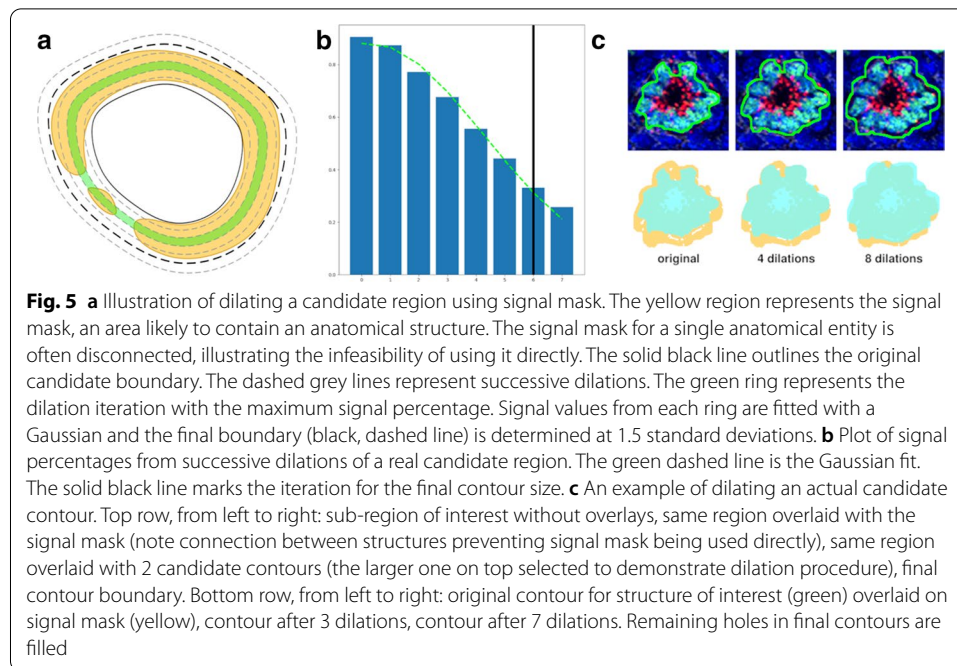 a
b
c
0.8
0.6
0.4
0.2
0.0
0 1 2 3 4 5 6 7
original 4 dilations 8 dilations
Fig. 5 a Illustration of dilating a candidate region using signal mask. The yellow region represents the signal
mask, an area likely to contain an anatomical structure. The signal mask for a single anatomical entity is
often disconnected, illustrating the infeasibility of using it directly. The solid black line outlines the original
candidate boundary. The dashed grey lines represent successive dilations. The green ring represents the
dilation iteration with the maximum signal percentage. Signal values from each ring are fitted with a
Gaussian and the final boundary (black, dashed line) is determined at 1.5 standard deviations. b Plot of signal
percentages from successive dilations of a real candidate region. The green dashed line is the Gaussian fit.
The solid black line marks the iteration for the final contour size. c An example of dilating an actual candidate
contour. Top row, from left to right: sub-region of interest without overlays, same region overlaid with the
signal mask (note connection between structures preventing signal mask being used directly), same region
overlaid with 2 candidate contours (the larger one on top selected to demonstrate dilation procedure), final
contour boundary. Bottom row, from left to right: original contour for structure of interest (green) overlaid on
signal mask (yellow), contour after 3 dilations, contour after 7 dilations. Remaining holes in final contours are
filled